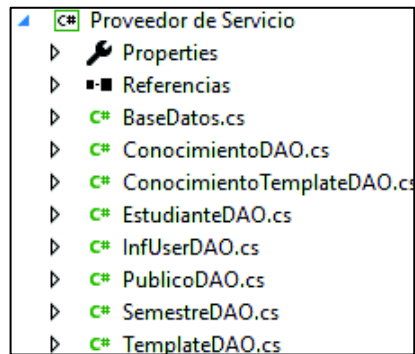 C# Proveedor de Servicio
Properties
Referencias
C# BaseDatos.cs
C# ConocimientoDAO.cs
C# ConocimientoTemplateDAO.cs
C# EstudianteDAO.cs
C# InfUserDAO.cs
C# PublicoDAO.cs
C# SemestreDAO.cs
C# TemplateDAO.cs